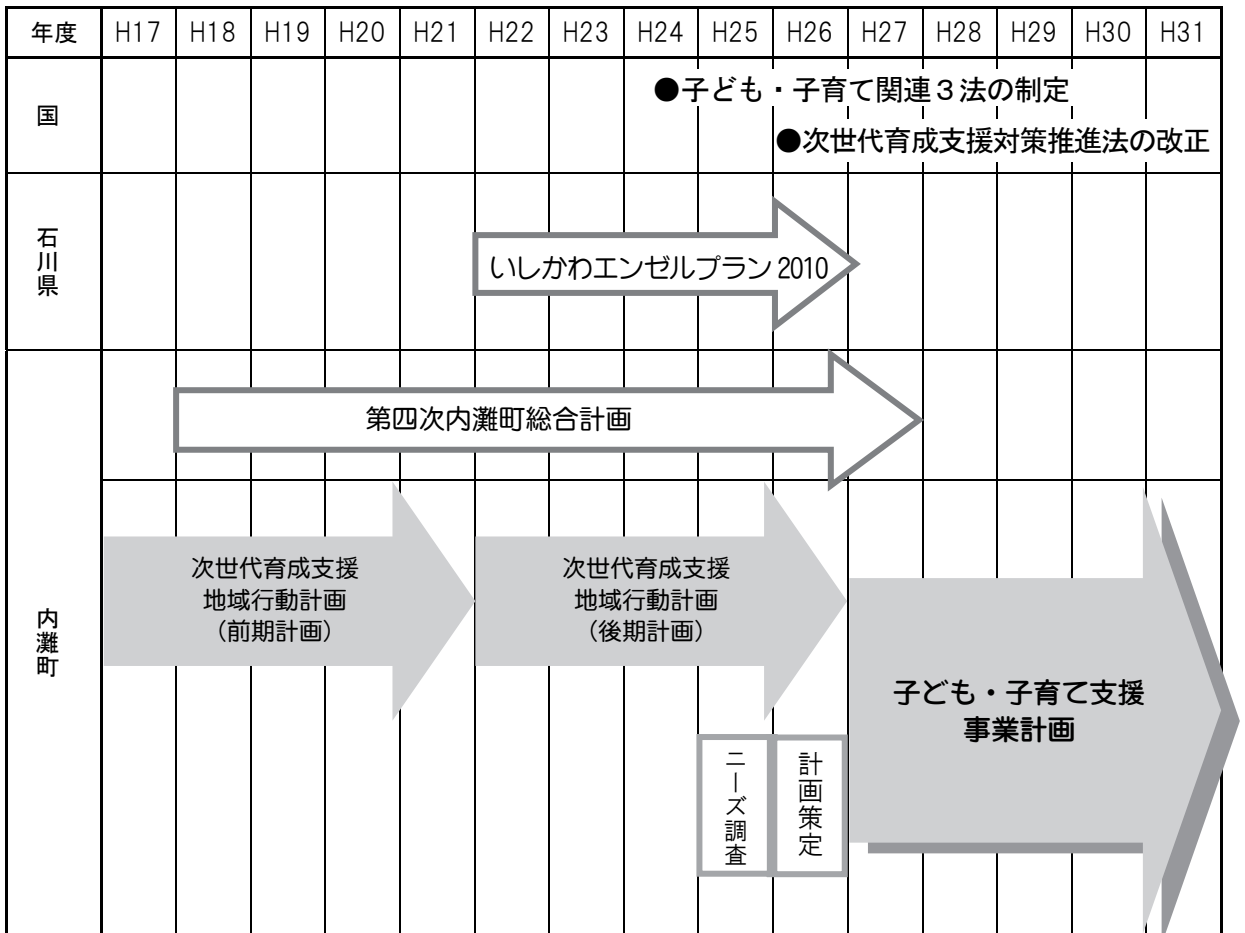 年度 H17 H18 H19 H20 H21 H22 H23 H24 H25 H26 H27 H28 H29 H30 H31
国
●子ども・子育て関連3法の制定
●次世代育成支援対策推進法の改正
石川県
いしかわエンゼルプラン2010
内灘町
第四次内灘町総合計画
次世代育成支援
地域行動計画
(前期計画)
次世代育成支援
地域行動計画
(後期計画)
ニーズ調査
計画策定
子ども・子育て支援
事業計画